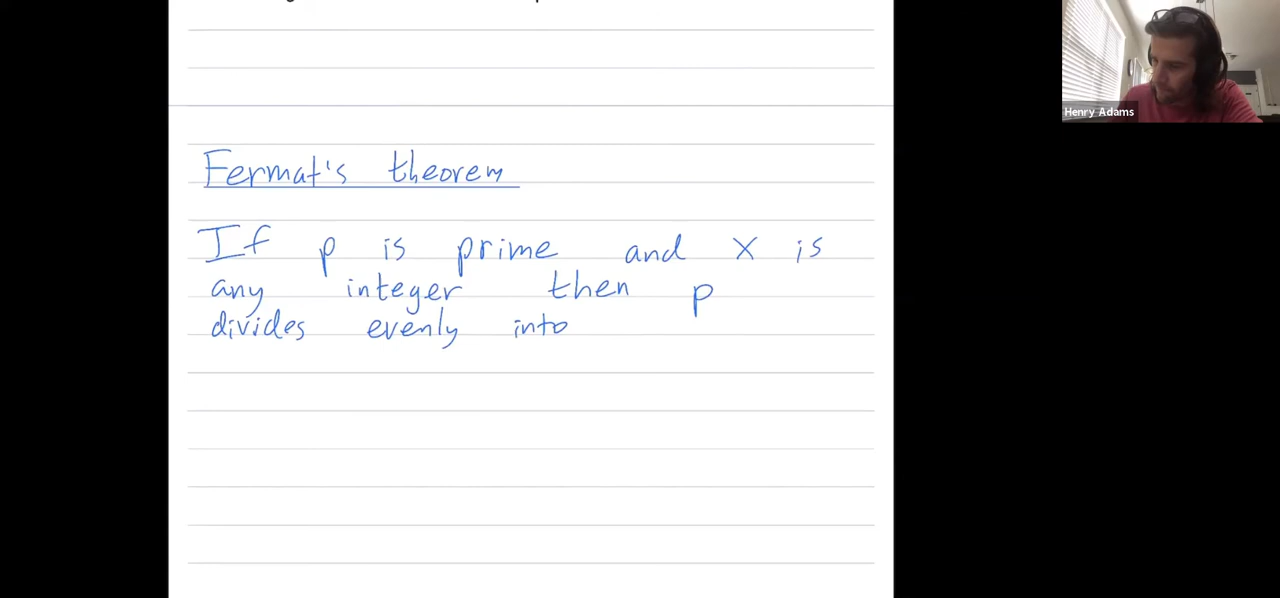 Fermat's theorem
If p is prime and x is
any integer then p
divides evenly into
Henry Adams